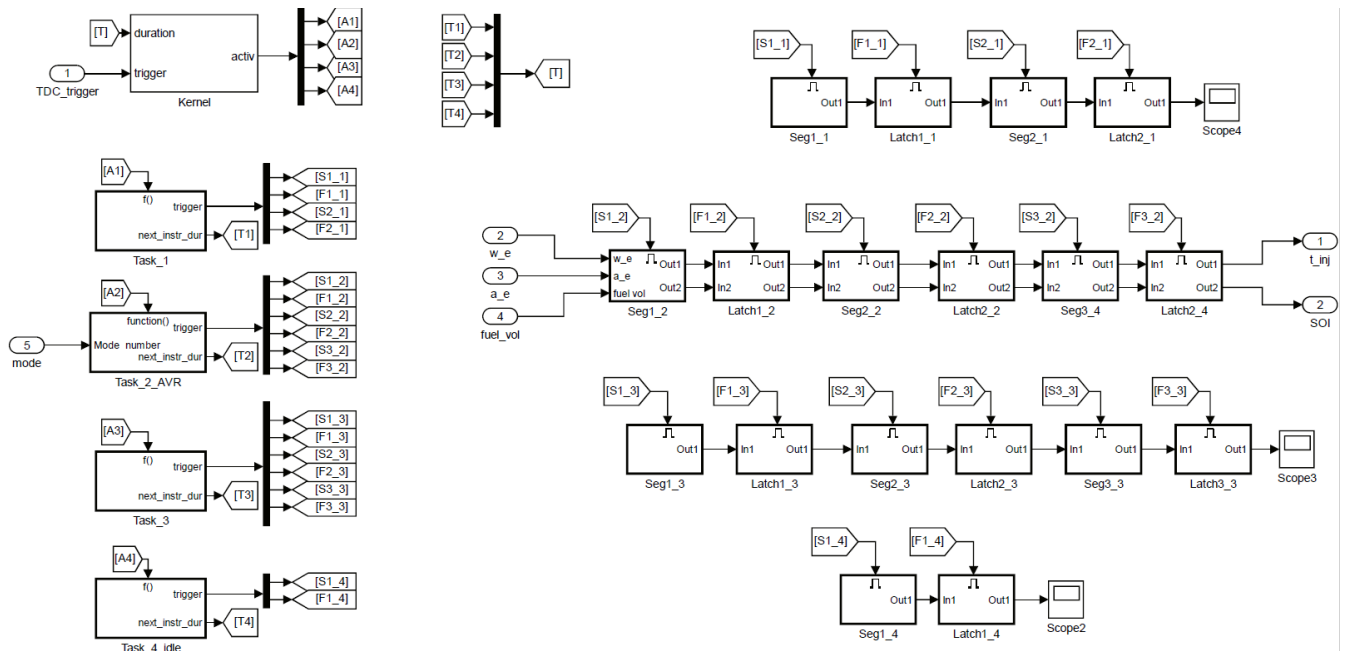 [T]
duration
trigger
activ
1
TDC_trigger
Kernel
[A1]
[A2]
[A3]
[A4]
[T1]
[T2]
[T3]
[T4]
[T]
[S1_1]
[F1_1]
[S2_1]
[F2_1]
Out1
In1
Out1
In1
Out1
In1
Out1
Seg1_1
Latch1_1
Seg2_1
Latch2_1
Scope4
[A1]
f()
trigger
next_instr_dur
Task_1
[S1_1]
[F1_1]
[S2_1]
[F2_1]
[T1]
[A2]
function()
trigger
Mode number
next_instr_dur
5
mode
Task_2_AVR
[S1_2]
[F1_2]
[S2_2]
[F2_2]
[S3_2]
[F3_2]
[T2]
[S1_2]
[F1_2]
[S2_2]
[F2_2]
[S3_2]
[F3_2]
2
w_e
3
a_e
4
fuel_vol
w_e
a_e
fuel vol
Out1
Out2
In1
In2
Out1
Out2
In1
In2
Out1
Out2
In1
In2
Out1
Out2
In1
In2
Out1
Out2
In1
In2
Out1
Out2
1
t_inj
2
SOI
Seg1_2
Latch1_2
Seg2_2
Latch2_2
Seg3_4
Latch2_4
[A3]
f()
trigger
next_instr_dur
Task_3
[S1_3]
[F1_3]
[S2_3]
[F2_3]
[S3_3]
[F3_3]
[T3]
[S1_3]
[F1_3]
[S2_3]
[F2_3]
[S3_3]
[F3_3]
Out1
In1
Out1
In1
Out1
In1
Out1
In1
Out1
In1
Out1
Seg1_3
Latch1_3
Seg2_3
Latch2_3
Seg3_3
Latch3_3
Scope3
[A4]
f()
trigger
next_instr_dur
Task_4_idle
[S1_4]
[F1_4]
[T4]
[S1_4]
[F1_4]
Out1
In1
Out1
Seg1_4
Latch1_4
Scope2